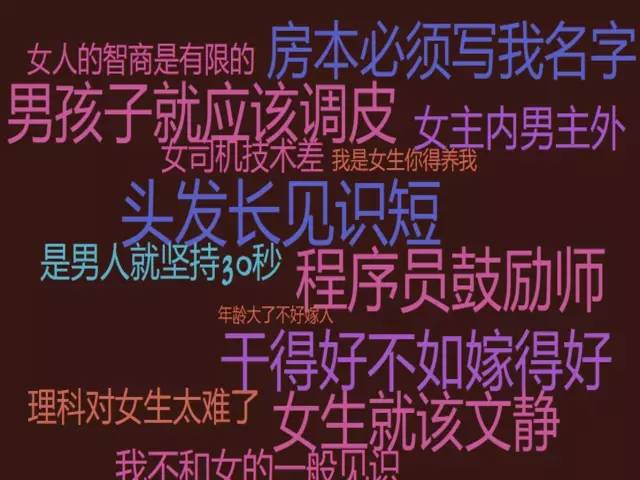 女人的智商是有限的
房本必须写我名字
男孩子就应该调皮
女主内男主外
女司机技术差
我是女生你得养我
头发长见识短
是男人就坚持30秒
程序员鼓励师
年龄大了不好嫁人
干得好不如嫁得好
理科对女生太难了
女生就该文静
我不和女的一般见识